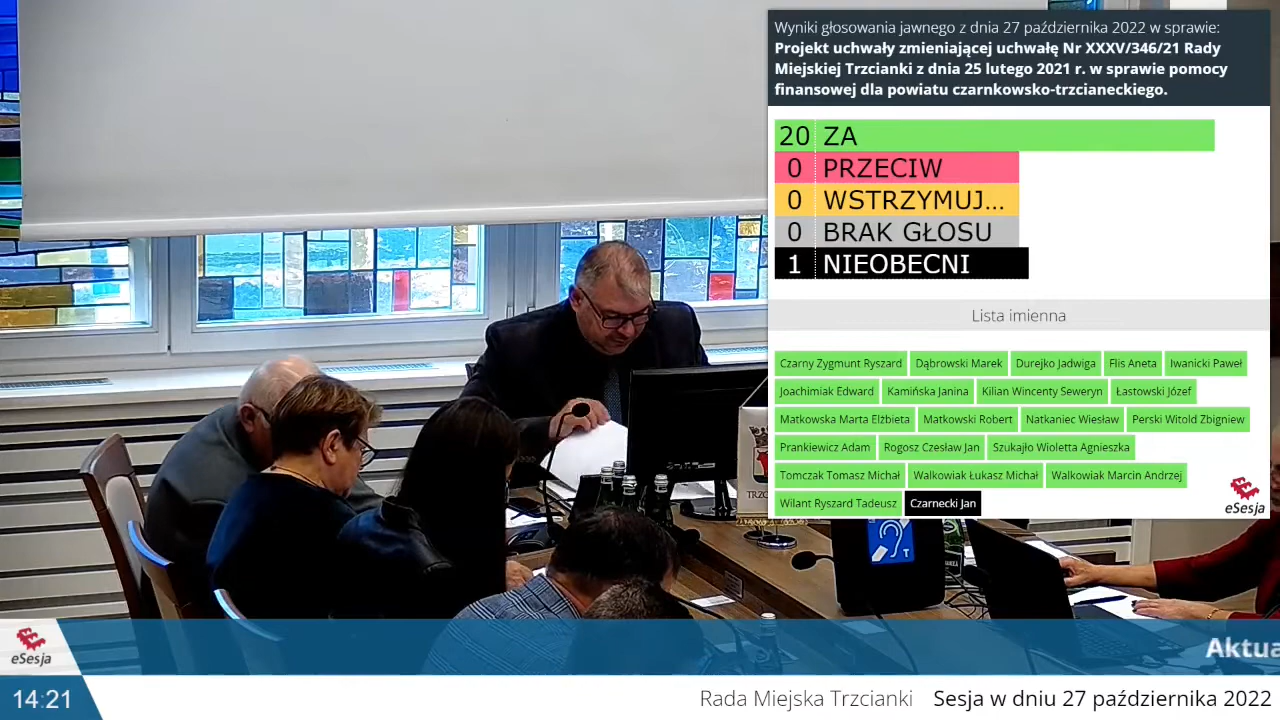 Wyniki głosowania jawnego z dnia 27 października 2022 w sprawie:
Projekt uchwały zmieniającej uchwałę Nr XXXV/346/21 Rady
Miejskiej Trzcianki z dnia 25 lutego 2021 r. w sprawie pomocy
finansowej dla powiatu czarnkowsko-trzcianeckiego.
20 ZA
0 PRZECIW
0 WSTRZYMUJ...
0 BRAK GŁOSU
1 NIEOBECNI
Lista imienna
Czarny Zygmunt Ryszard Dąbrowski Marek Durejko Jadwiga Flis Aneta Iwanicki Paweł
Joachimiak Edward Kamińska Janina Kilian Wincenty Seweryn Łastowski Józef
Matkowska Marta Elżbieta Matkowski Robert Natkaniec Wiesław Perski Witold Zbigniew
Prankiewicz Adam Rogosz Czesław Jan Szukajło Wioletta Agnieszka
Tomczak Tomasz Michał Walkowiak Łukasz Michał Walkowiak Marcin Andrzej
Wilant Ryszard Tadeusz Czarnecki Jan
eSesja
T
eSesja
Aktua
14:21
Rada Miejska Trzcianki Sesja w dniu 27 października 2022